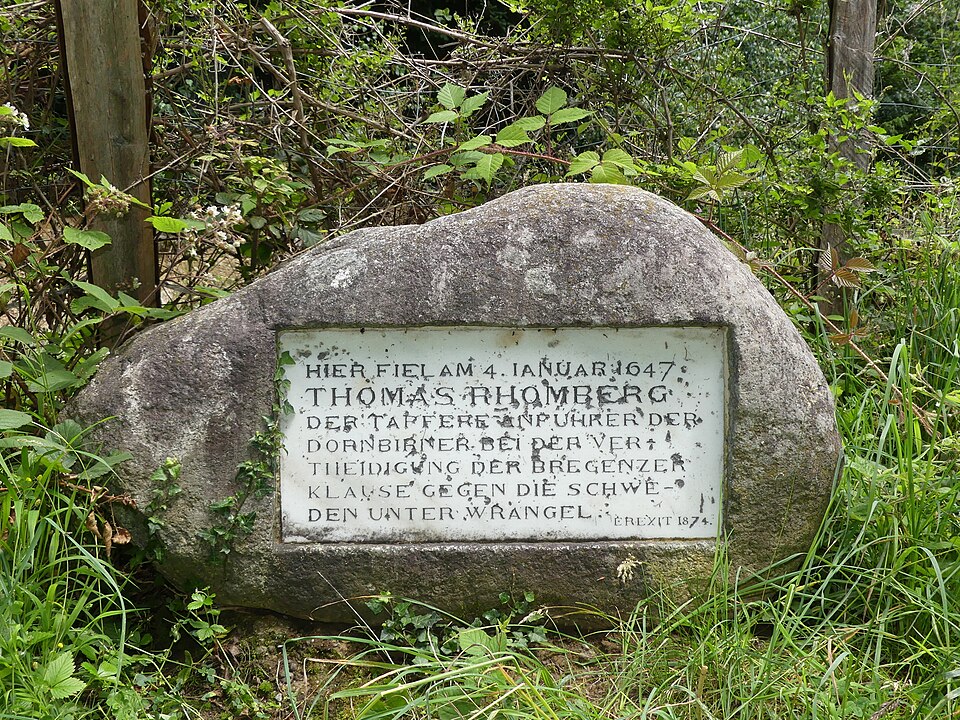 HIER FIEL AM 4. IANUAR 1647
THOMAS RHOMBERG
DER TAPFERE ANFÜHRER DER
DORNBIRNER BEI DER VER-
THEIDIGUNG DER BREGENZER
KLAUSE GEGEN DIE SCHWE-
DEN UNTER WRANGEL.
EREXIT 1874.